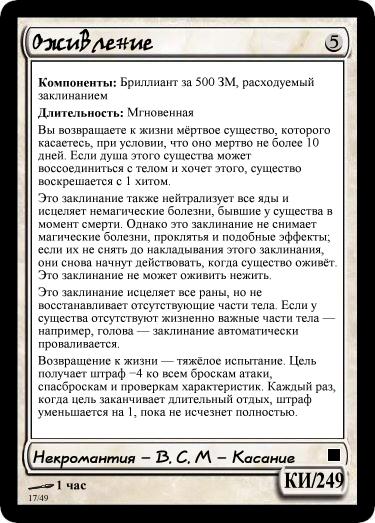 Оживление
5
Компоненты: Бриллиант за 500 ЗМ, расходуемый
заклинанием
Длительность: Мгновенная
Вы возвращаете к жизни мёртвое существо, которого
касаетесь, при условии, что оно мертво не более 10
дней. Если душа этого существа может
воссоединиться с телом и хочет этого, существо
воскрешается с 1 хитом.
Это заклинание также нейтрализует все яды и
исцеляет немагические болезни, бывшие у существа в
момент смерти. Однако это заклинание не снимает
магические болезни, проклятья и подобные эффекты;
если их не снять до накладывания этого заклинания,
они снова начнут действовать, когда существо оживёт.
Это заклинание не может оживить нежить.
Это заклинание исцеляет все раны, но не
восстанавливает отсутствующие части тела. Если у
существа отсутствуют жизненно важные части тела —
например, голова — заклинание автоматически
проваливается.
Возвращение к жизни — тяжёлое испытание. Цель
получает штраф −4 ко всем броскам атаки,
спасброскам и проверкам характеристик. Каждый раз,
когда цель заканчивает длительный отдых, штраф
уменьшается на 1, пока не исчезнет полностью.
Некромантия – В, С, М – Касание
1 час
КИ/249
17/49